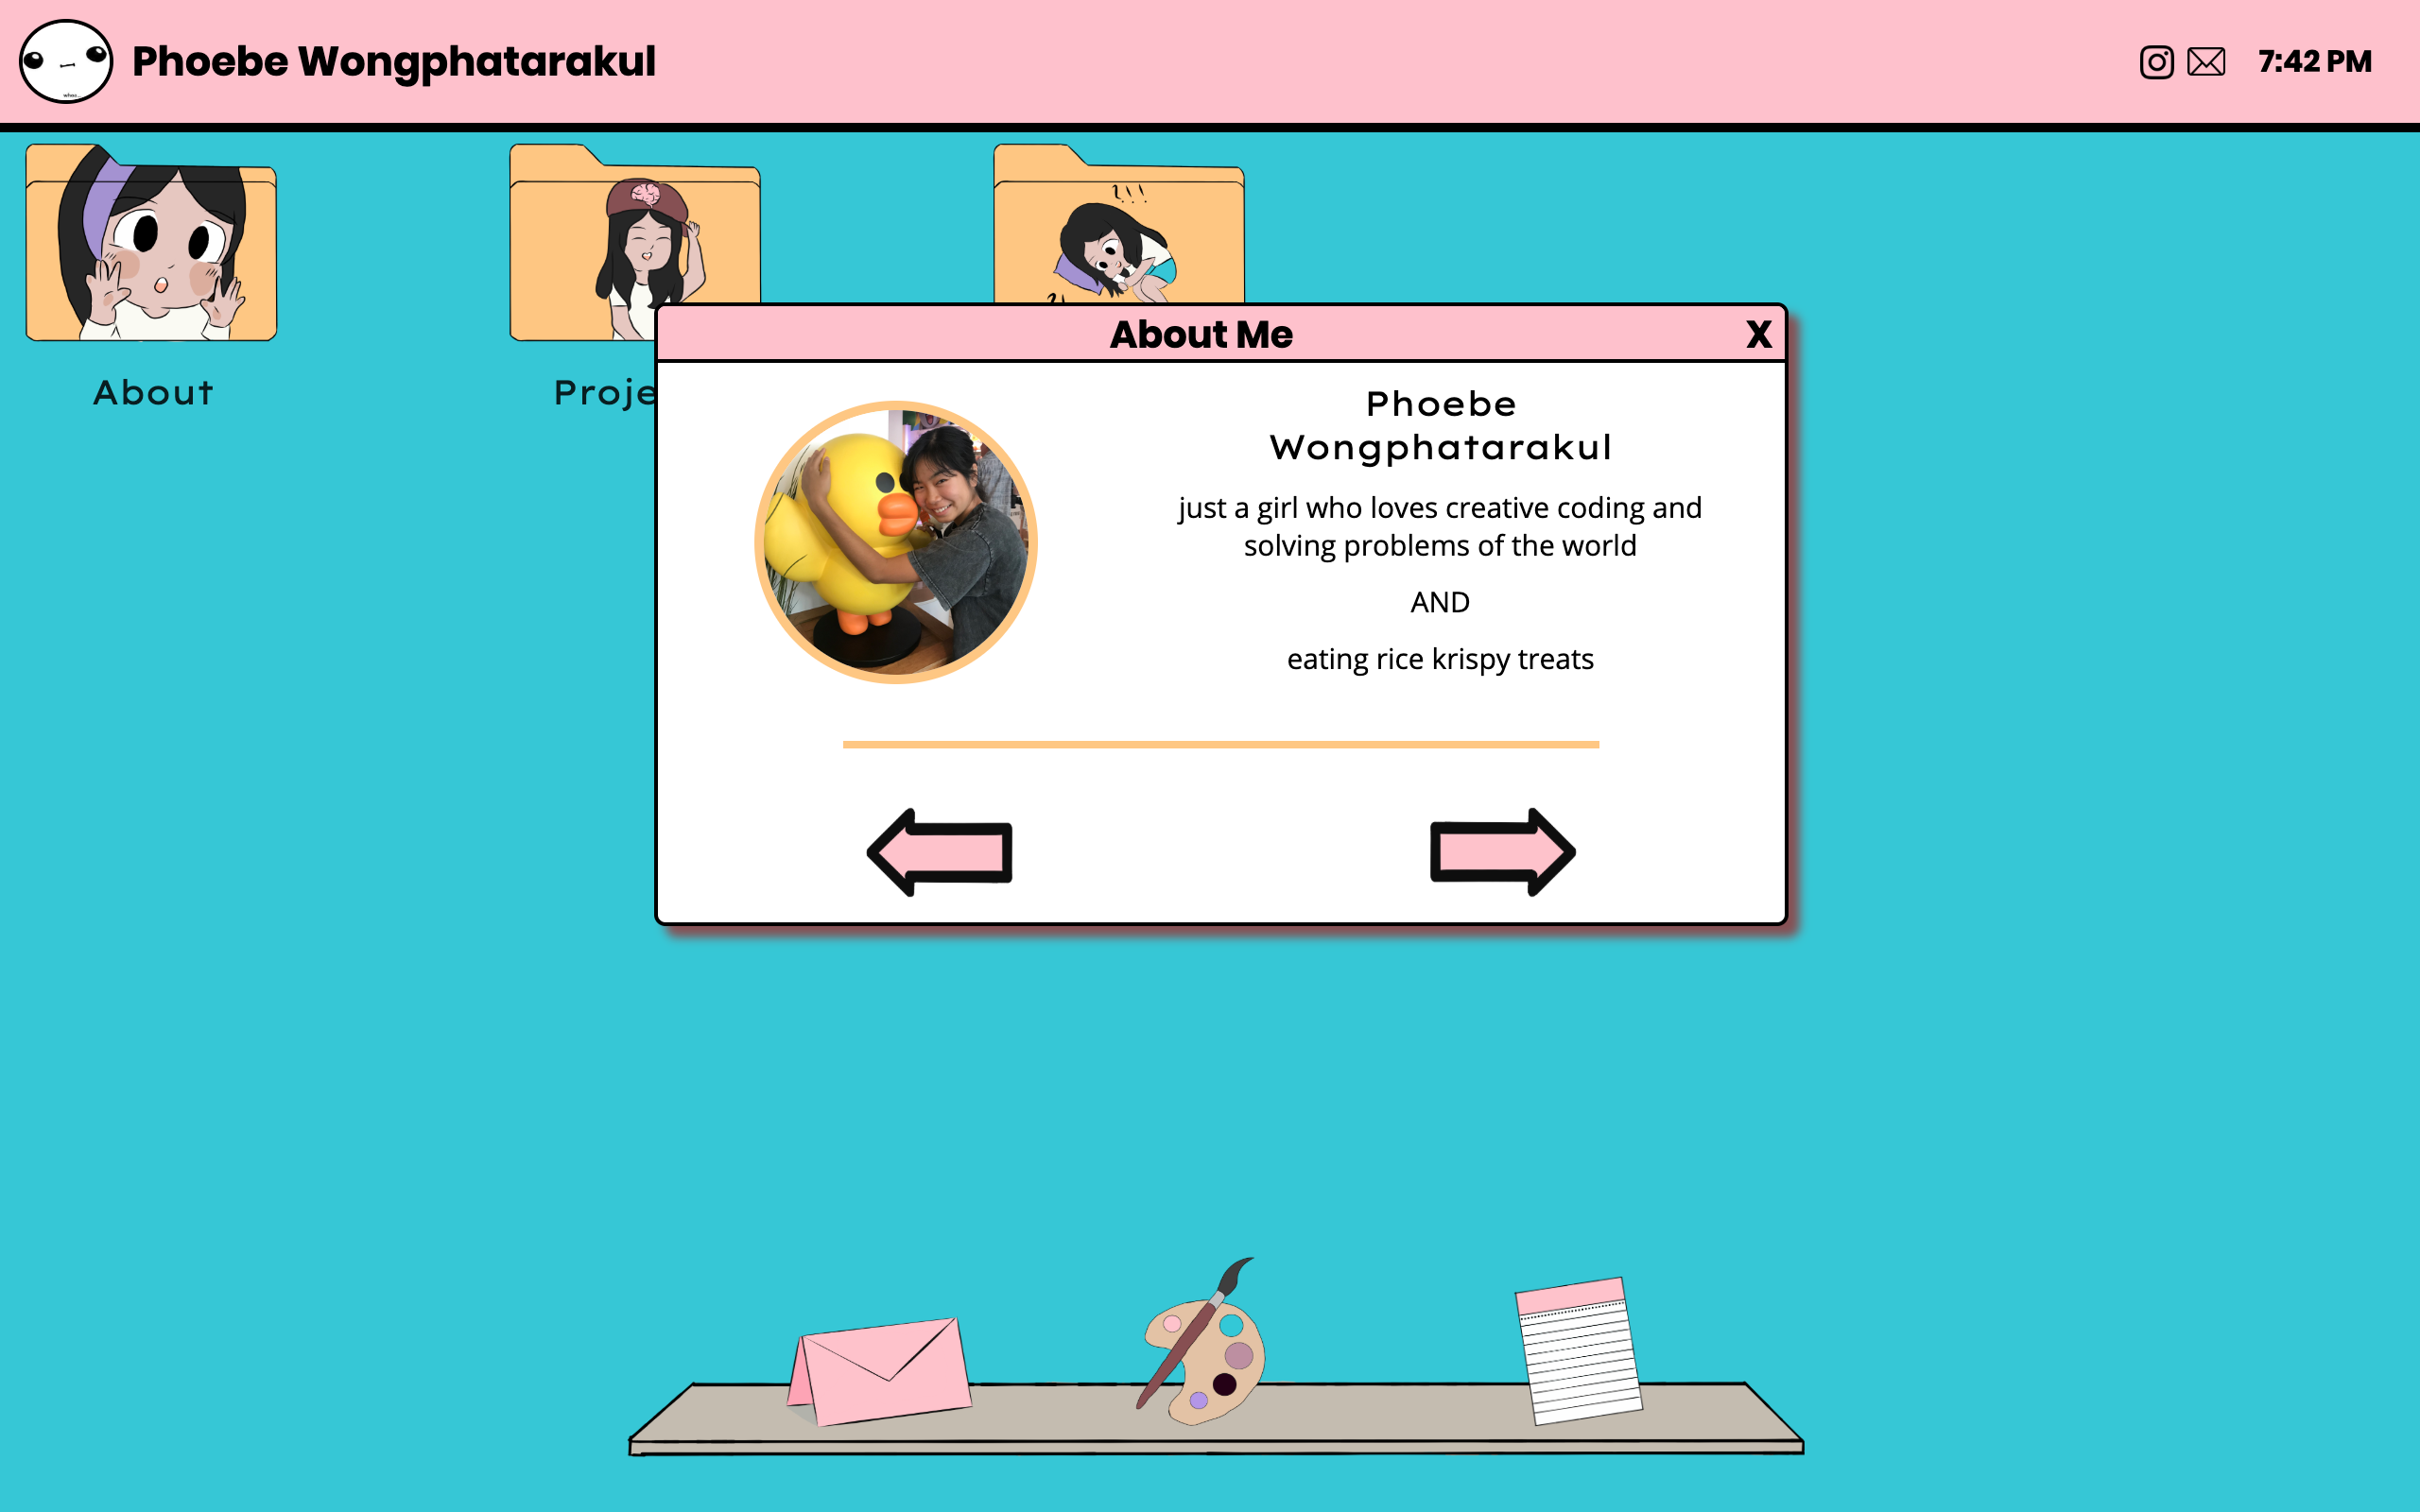 Phoebe Wongphatarakul
7:42 PM
About
Proje
About Me
X
Phoebe
Wongphatarakul
just a girl who loves creative coding and
solving problems of the world
AND
eating rice krispy treats